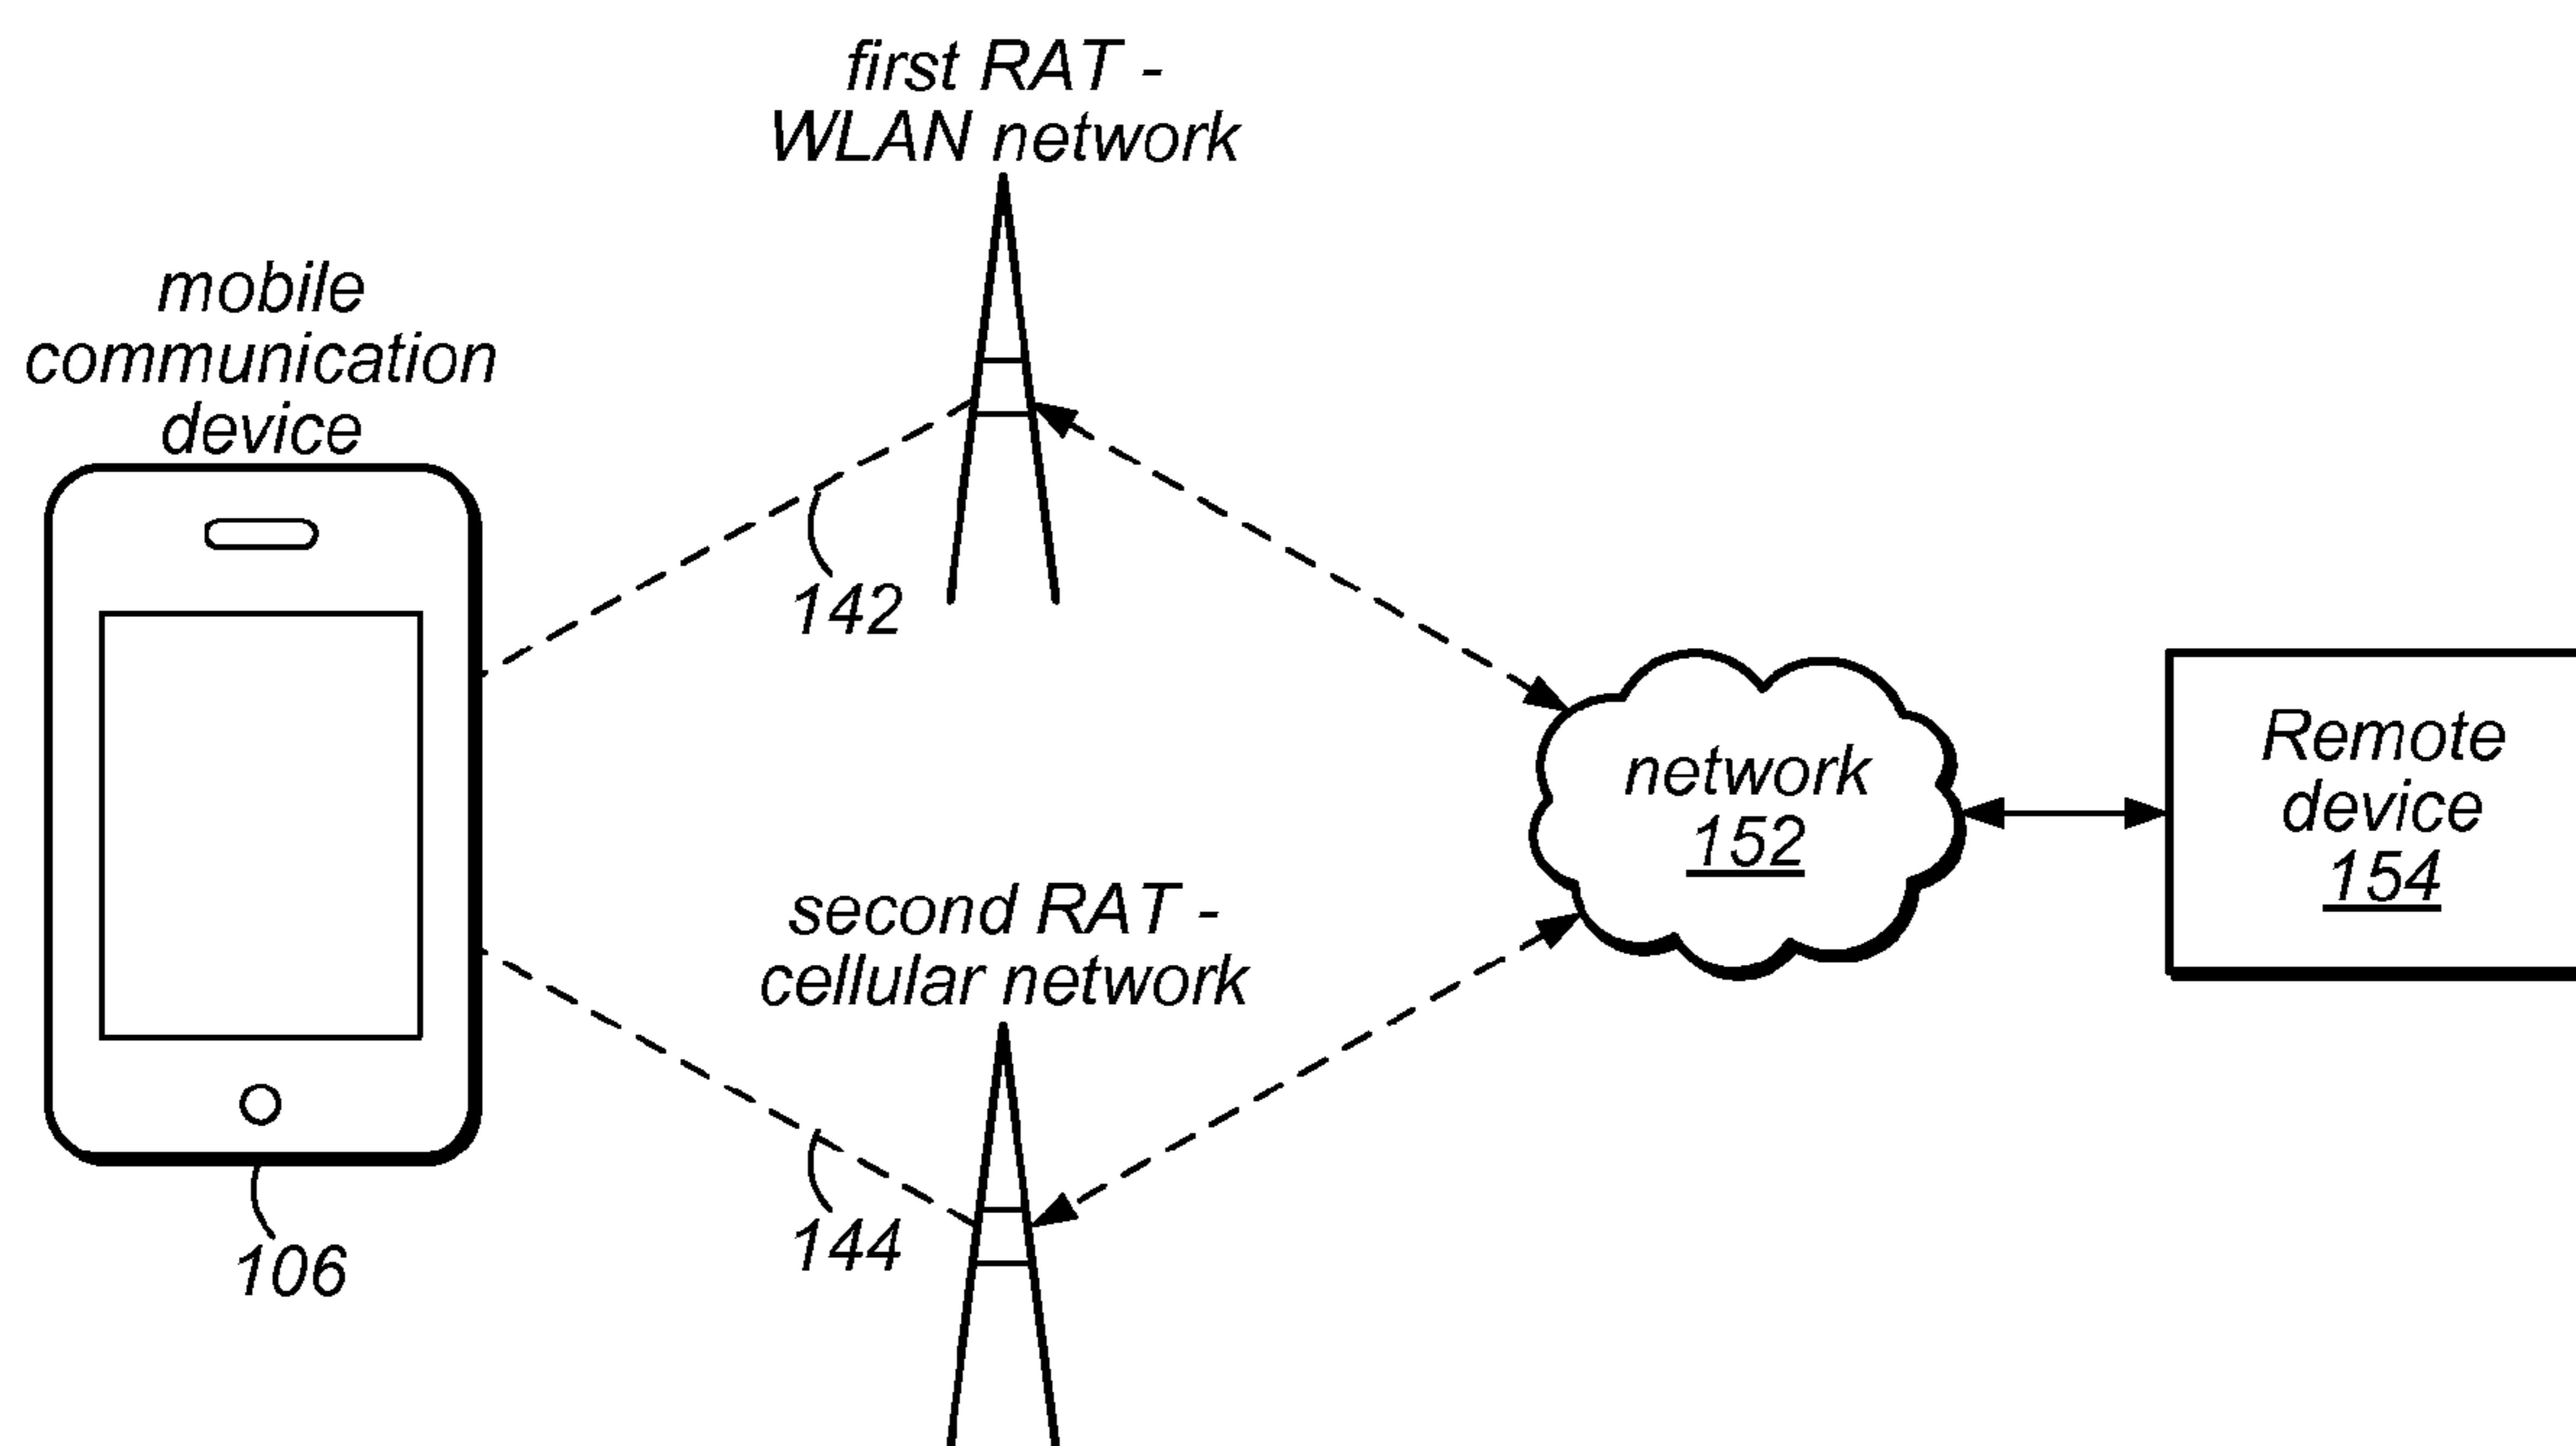 first RAT -
WLAN network
mobile
communication
device
142
network
152
Remote
device
154
second RAT -
cellular network
144
106